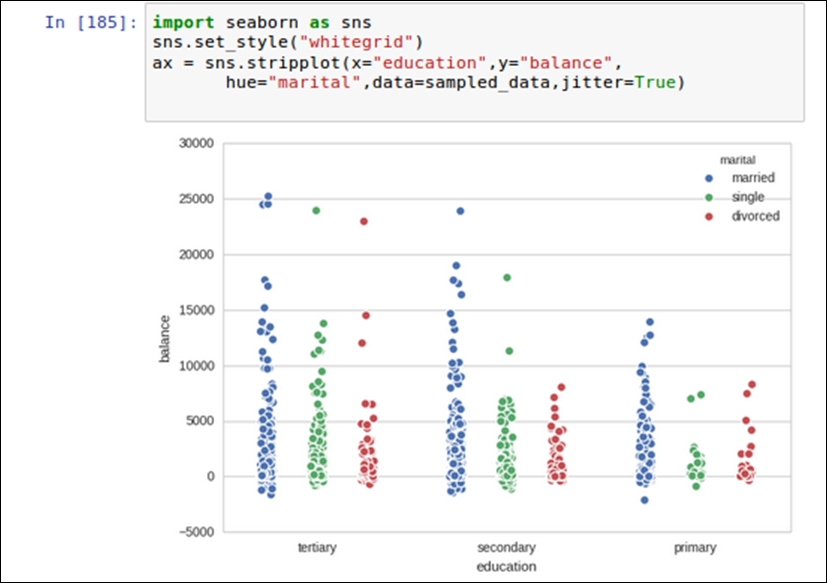 In [185]:
import seaborn as sns
sns.set_style("whitegrid")
ax = sns.stripplot(x="education",y="balance",
hue="marital",data=sampled_data,jitter=True)
30000
25000
20000
15000
10000
5000
0
−5000
balance
marital
married
single
divorced
tertiary
secondary
primary
education